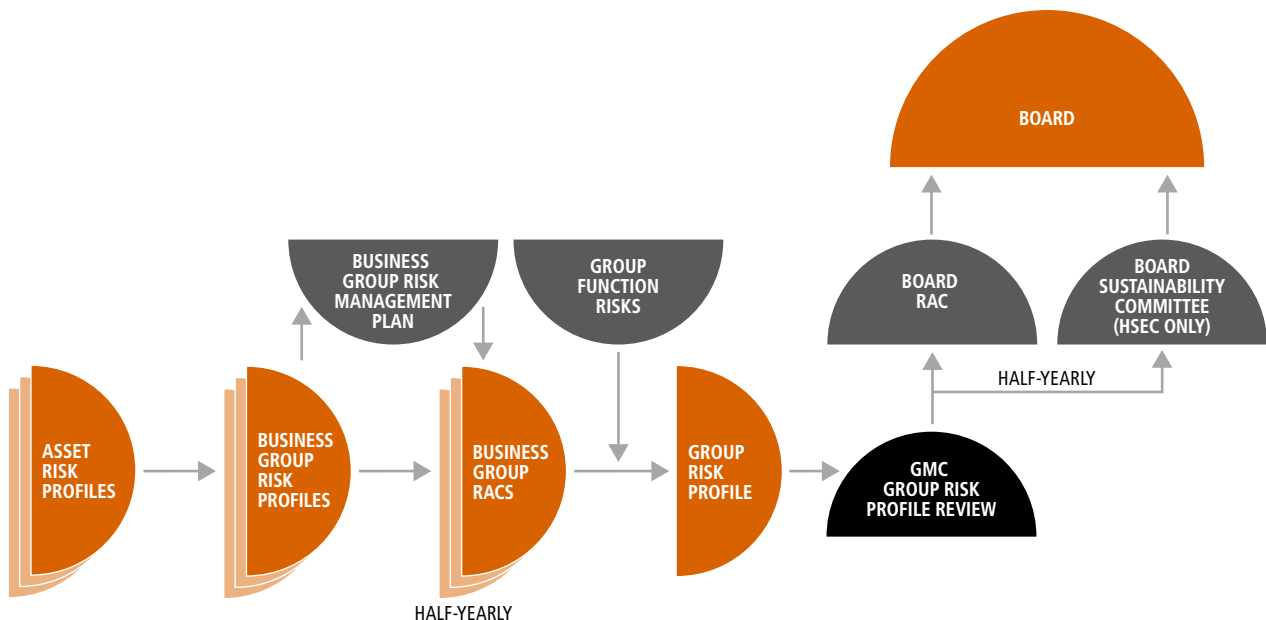 BOARD
BUSINESS
GROUP RISK
MANAGEMENT
PLAN
GROUP
FUNCTION
RISKS
BOARD
RAC
BOARD
SUSTAINABILITY
COMMITTEE
(HSEC ONLY)
HALF-YEARLY
ASSET
RISK
PROFILES
BUSINESS
GROUP
RISK
PROFILES
BUSINESS
GROUP
RACS
GROUP
RISK
PROFILE
GMC
GROUP RISK
PROFILE REVIEW
HALF-YEARLY